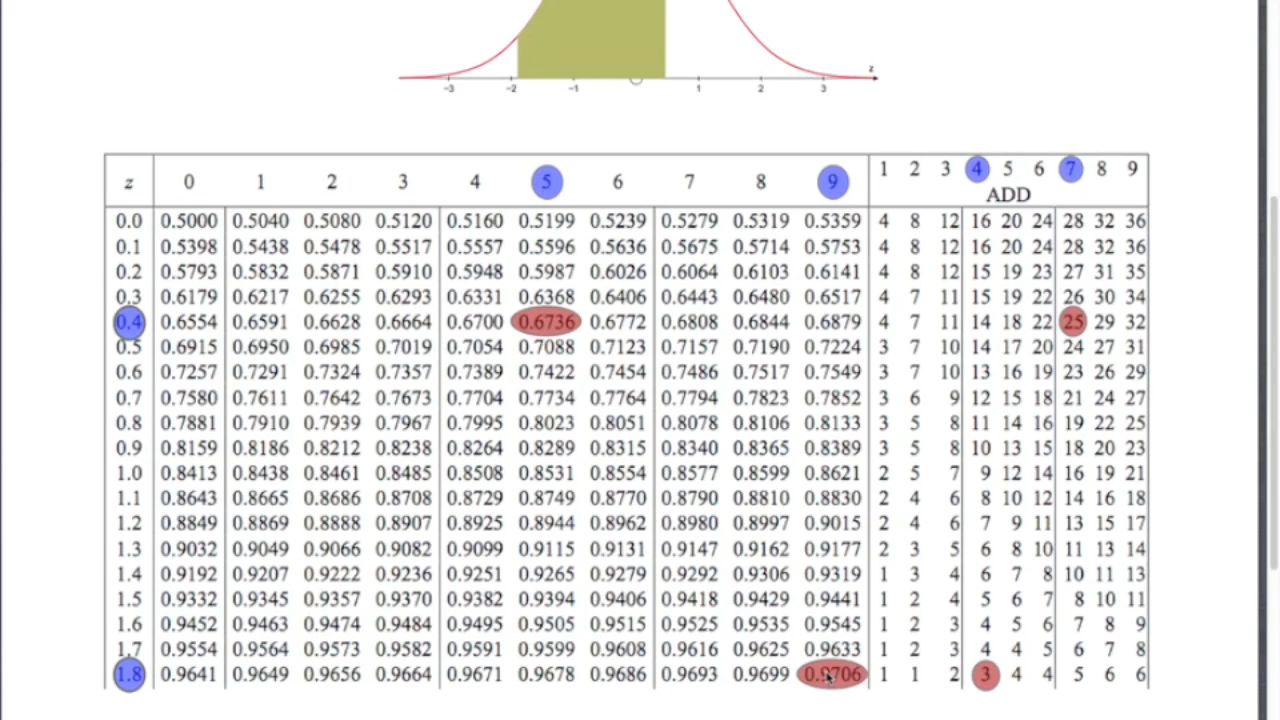 z
−3 −2 −1 1 2 3
z 0 1 2 3 4 5 6 7 8 9 1 2 3 4 5 6 7 8 9
ADD
0.0 0.5000 0.5040 0.5080 0.5120 0.5160 0.5199 0.5239 0.5279 0.5319 0.5359 4 8 12 16 20 24 28 32 36
0.1 0.5398 0.5438 0.5478 0.5517 0.5557 0.5596 0.5636 0.5675 0.5714 0.5753 4 8 12 16 20 24 28 32 36
0.2 0.5793 0.5832 0.5871 0.5910 0.5948 0.5987 0.6026 0.6064 0.6103 0.6141 4 8 12 15 19 23 27 31 35
0.3 0.6179 0.6217 0.6255 0.6293 0.6331 0.6368 0.6406 0.6443 0.6480 0.6517 4 7 11 15 19 22 26 30 34
0.4 0.6554 0.6591 0.6628 0.6664 0.6700 0.6736 0.6772 0.6808 0.6844 0.6879 4 7 11 14 18 22 25 29 32
0.5 0.6915 0.6950 0.6985 0.7019 0.7054 0.7088 0.7123 0.7157 0.7190 0.7224 3 7 10 14 17 20 24 27 31
0.6 0.7257 0.7291 0.7324 0.7357 0.7389 0.7422 0.7454 0.7486 0.7517 0.7549 3 7 10 13 16 19 23 26 29
0.7 0.7580 0.7611 0.7642 0.7673 0.7704 0.7734 0.7764 0.7794 0.7823 0.7852 3 6 9 12 15 18 21 24 27
0.8 0.7881 0.7910 0.7939 0.7967 0.7995 0.8023 0.8051 0.8078 0.8106 0.8133 3 5 8 11 14 16 19 22 25
0.9 0.8159 0.8186 0.8212 0.8238 0.8264 0.8289 0.8315 0.8340 0.8365 0.8389 3 5 8 10 13 15 18 20 23
1.0 0.8413 0.8438 0.8461 0.8485 0.8508 0.8531 0.8554 0.8577 0.8599 0.8621 2 5 7 9 12 14 16 19 21
1.1 0.8643 0.8665 0.8686 0.8708 0.8729 0.8749 0.8770 0.8790 0.8810 0.8830 2 4 6 8 10 12 14 16 18
1.2 0.8849 0.8869 0.8888 0.8907 0.8925 0.8944 0.8962 0.8980 0.8997 0.9015 2 4 6 7 9 11 13 15 17
1.3 0.9032 0.9049 0.9066 0.9082 0.9099 0.9115 0.9131 0.9147 0.9162 0.9177 2 3 5 6 8 10 11 13 14
1.4 0.9192 0.9207 0.9222 0.9236 0.9251 0.9265 0.9279 0.9292 0.9306 0.9319 1 3 4 6 7 8 10 11 13
1.5 0.9332 0.9345 0.9357 0.9370 0.9382 0.9394 0.9406 0.9418 0.9429 0.9441 1 2 4 5 6 7 8 10 11
1.6 0.9452 0.9463 0.9474 0.9484 0.9495 0.9505 0.9515 0.9525 0.9535 0.9545 1 2 3 4 5 6 7 8 9
1.7 0.9554 0.9564 0.9573 0.9582 0.9591 0.9599 0.9608 0.9616 0.9625 0.9633 1 2 3 4 4 5 6 7 8
1.8 0.9641 0.9649 0.9656 0.9664 0.9671 0.9678 0.9686 0.9693 0.9699 0.9706 1 1 2 3 4 4 5 6 6